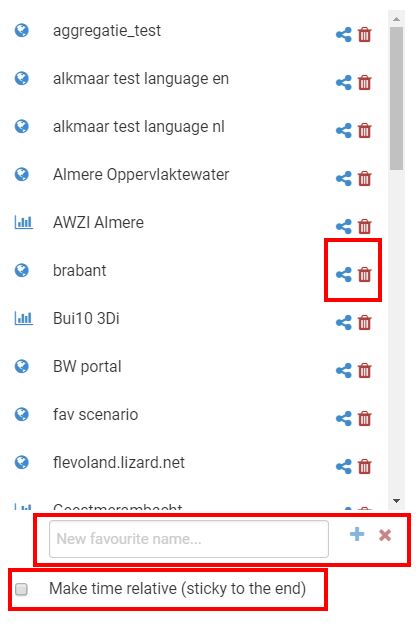 aggregatie_test
alkmaar test language en
alkmaar test language nl
Almere Oppervlaktewater
AWZI Almere
brabant
Bui10 3Di
BW portal
fav scenario
flevoland.lizard.net
Geestmerambacht
New favourite name...
Make time relative (sticky to the end)